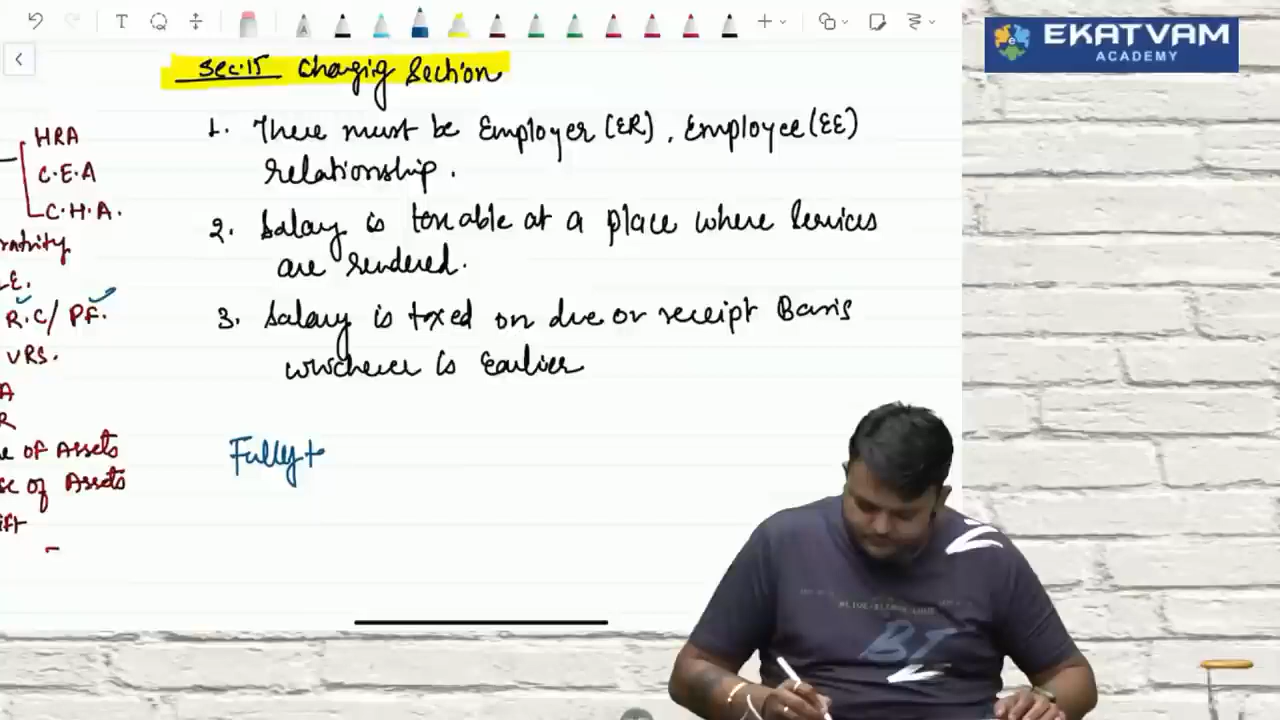 EKATVAM
ACADEMY
Sec.15 Charging Section
1. There must be Employer (ER), Employee (EE)
relationship.
2. Salary is taxable at a place where Services
are rendered.
3. Salary is taxed on due or receipt Basis
whichever is Earlier
Fully t
HRA
C.E.A
C.H.A.
R.C/ PF.
VRS.
A
R
of Assets
of Assets